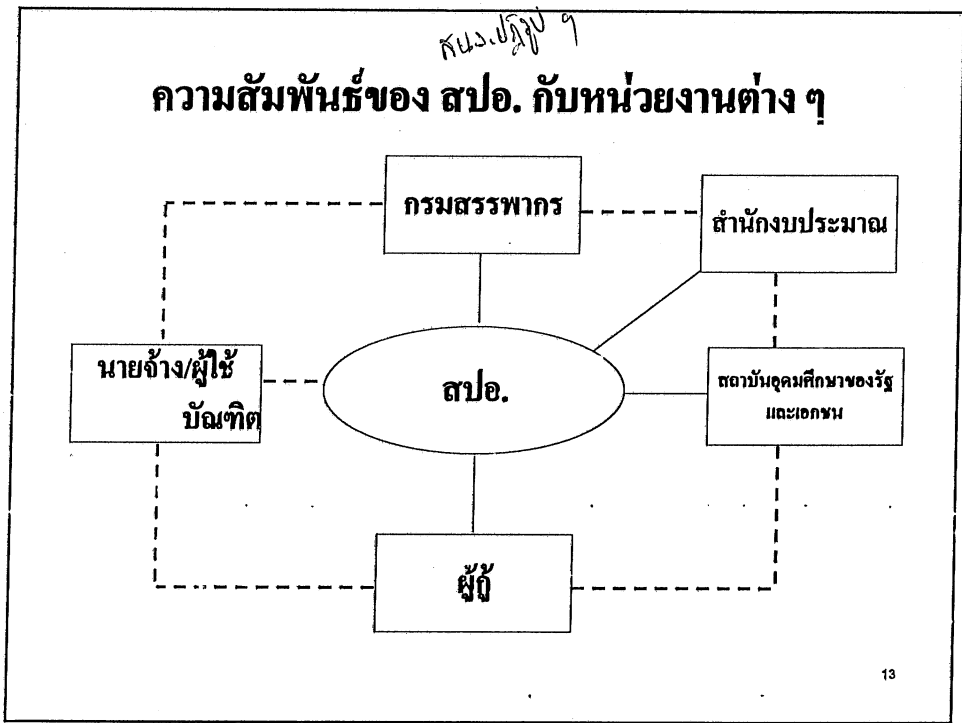 ความสัมพันธ์ของ สปอ. กับหน่วยงานต่าง ๆ
กรมสรรพากร
สำนักงบประมาณ
นายจ้าง/ผู้ใช้
บัณฑิต
สปอ.
สถาบันอุดมศึกษาของรัฐ
และเอกชน
ผู้กู้
13